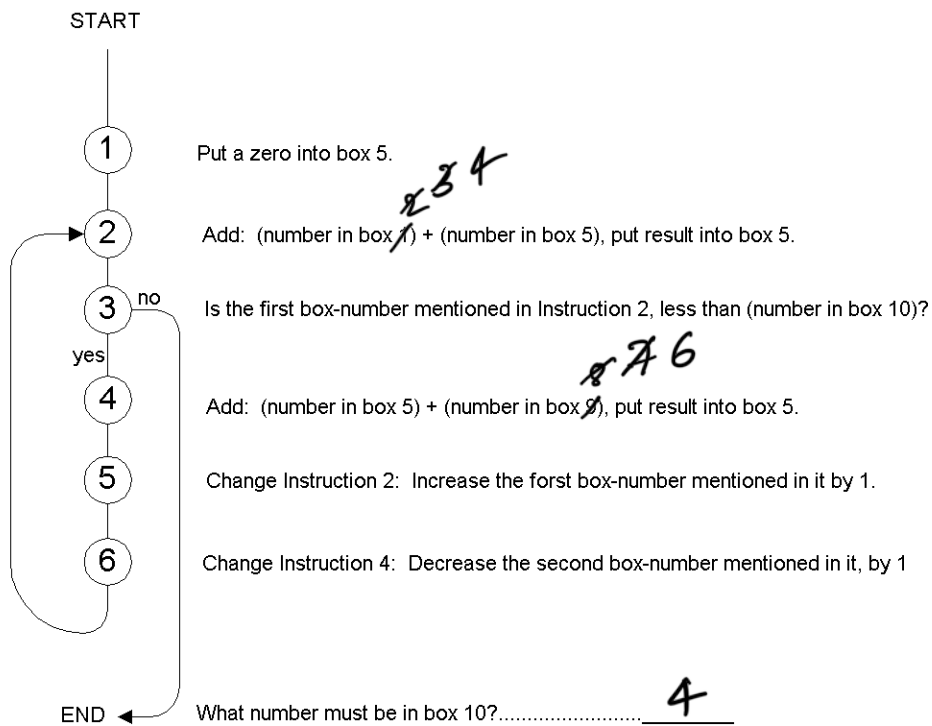 START
1
Put a zero into box 5.
2 3 4
2
Add: (number in box 1) + (number in box 5), put result into box 5.
3
no
Is the first box-number mentioned in Instruction 2, less than (number in box 10)?
yes
8 7 6
4
Add: (number in box 5) + (number in box 9), put result into box 5.
5
Change Instruction 2: Increase the forst box-number mentioned in it by 1.
6
Change Instruction 4: Decrease the second box-number mentioned in it, by 1
END
What number must be in box 10?......................... 4